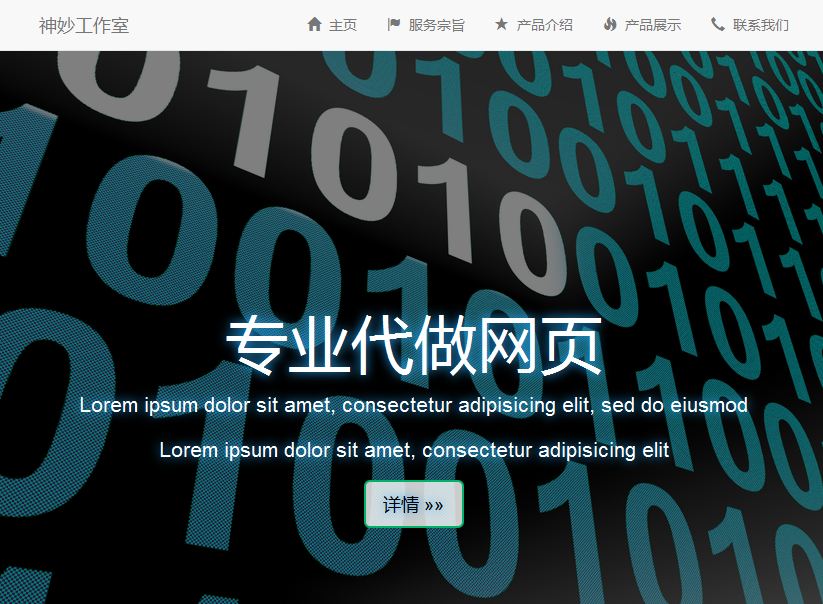 神妙工作室 主页 服务宗旨 产品介绍 产品展示 联系我们
专业代做网页
Lorem ipsum dolor sit amet, consectetur adipisicing elit, sed do eiusmod
Lorem ipsum dolor sit amet, consectetur adipisicing elit
详情 »»